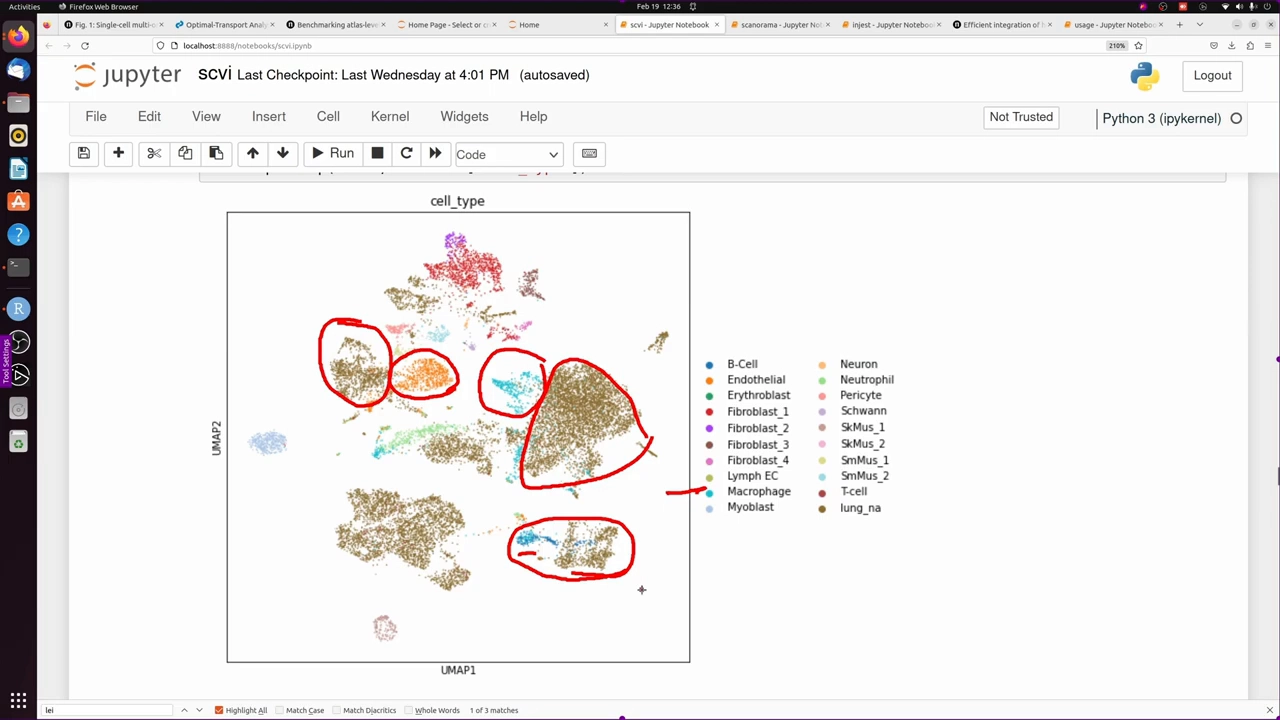 Activities
Firefox Web Browser
Feb 19 12:36
Fig. 1: Single-cell multi-o
Optimal-Transport Analy
Benchmarking atlas-leve
Home Page - Select or c
Home
scvi - Jupyter Notebook
scanorama - Jupyter Not
injest - Jupyter Notebook
Efficient integration of h
usage - Jupyter Notebook
localhost:8888/notebooks/scvi.ipynb
210%
jupyter scvi Last Checkpoint: Last Wednesday at 4:01 PM (autosaved)
Logout
File Edit View Insert Cell Kernel Widgets Help
Not Trusted
Python 3 (ipykernel)
Run
Code
cell_type
UMAP2
UMAP1
B-Cell
Endothelial
Erythroblast
Fibroblast_1
Fibroblast_2
Fibroblast_3
Fibroblast_4
Lymph EC
Macrophage
Myoblast
Neuron
Neutrophil
Pericyte
Schwann
SkMus_1
SkMus_2
SmMus_1
SmMus_2
T-cell
lung_na
Tool Settings
lei
Highlight All
Match Case
Match Diacritics
Whole Words
1 of 3 matches